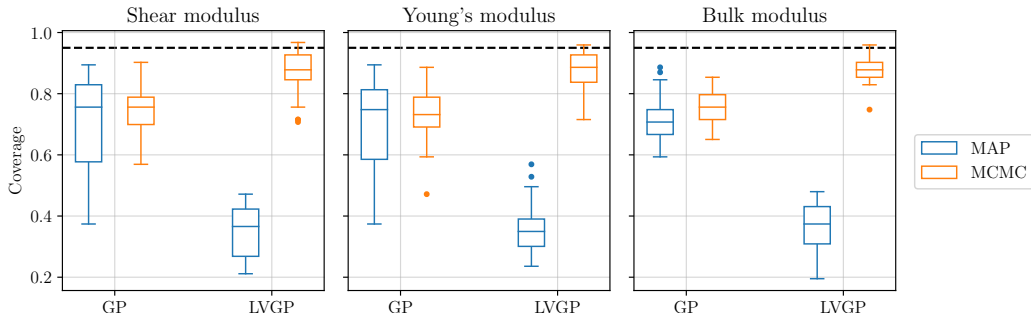 Shear modulus
Young's modulus
Bulk modulus
Coverage
1.0
0.8
0.6
0.4
0.2
GP
LVGP
GP
LVGP
GP
LVGP
MAP
MCMC